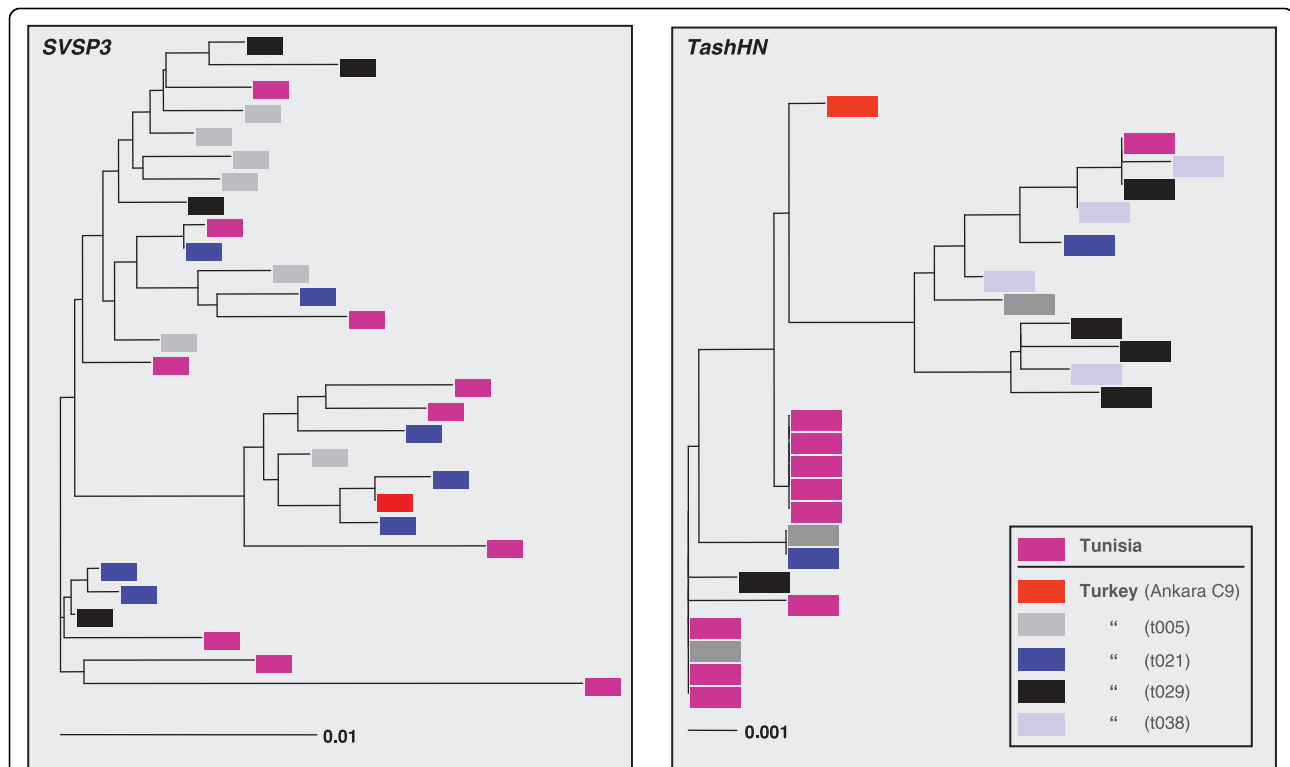 SVSP3
0.01
TashHN
0.001
Tunisia
Turkey (Ankara C9)
“ (t005)
“ (t021)
“ (t029)
“ (t038)